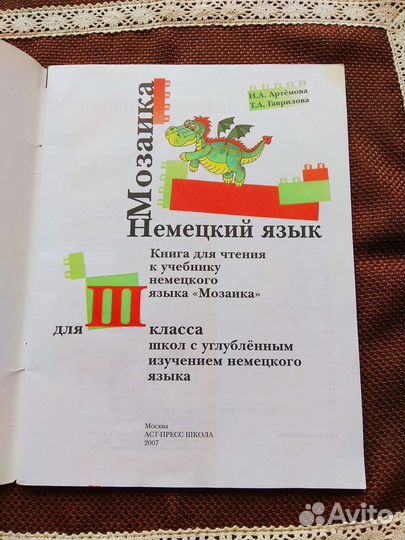 Н.А. Артёмова
Т.А. Гаврилова
Мозаика
Немецкий язык
Книга для чтения
к учебнику
немецкого
языка «Мозаика»
для III класса
школ с углублённым
изучением немецкого
языка
Москва
АСТ-ПРЕСС ШКОЛА
2007
Avito